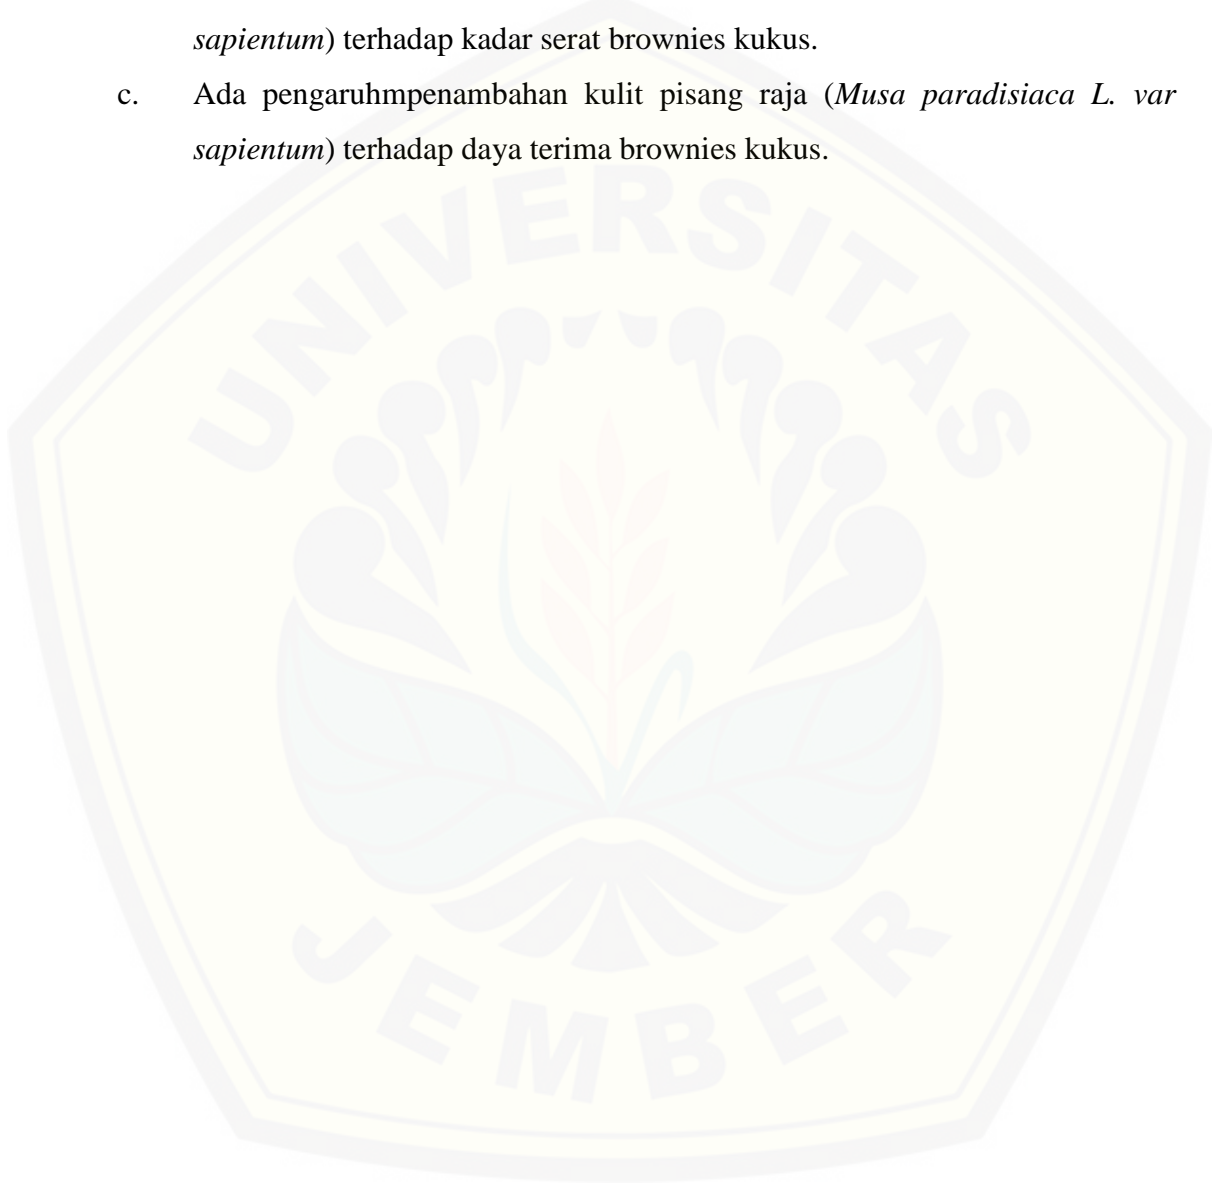 sapientum) terhadap kadar serat brownies kukus.
c. Ada pengaruhmpenambahan kulit pisang raja (Musa paradisiaca L. var
sapientum) terhadap daya terima brownies kukus.
UNIVERSITAS
JEMBER